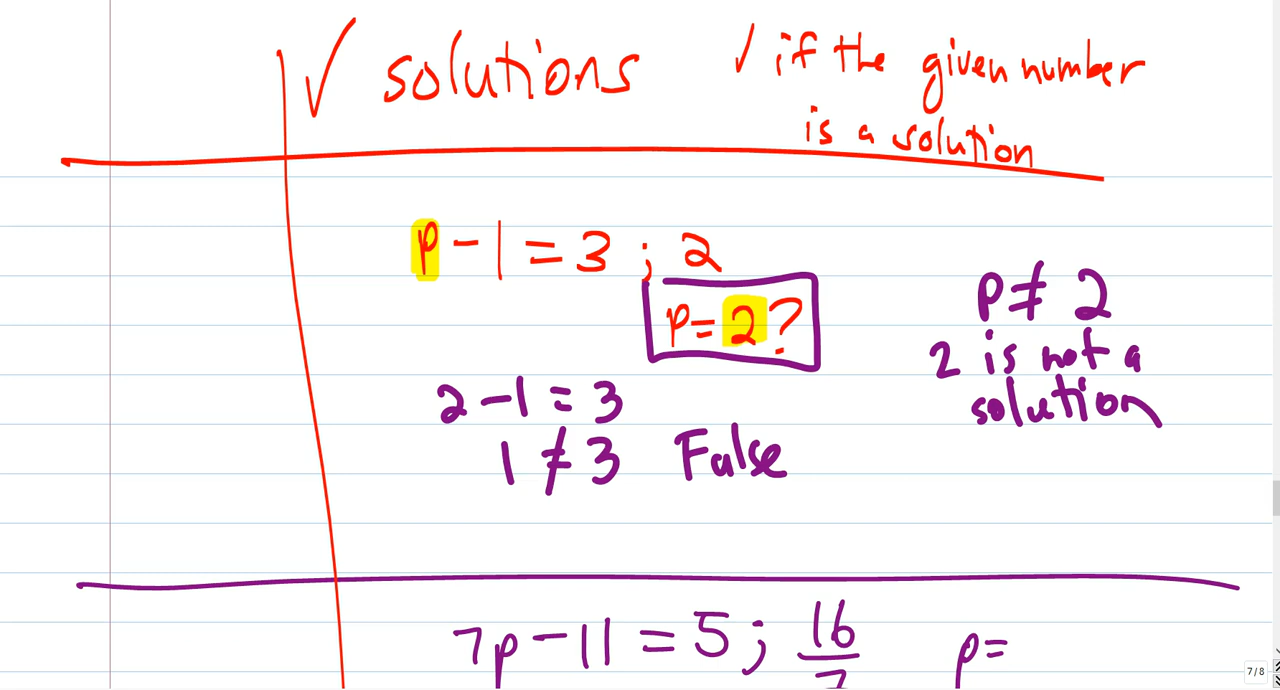 ✓ solutions ✓ if the given number
is a solution
p - 1 = 3 ; 2
p = 2 ?
p ≠ 2
2 is not a
solution
2 - 1 = 3
1 ≠ 3 False
7p - 11 = 5 ; 16/7 p =
7/8